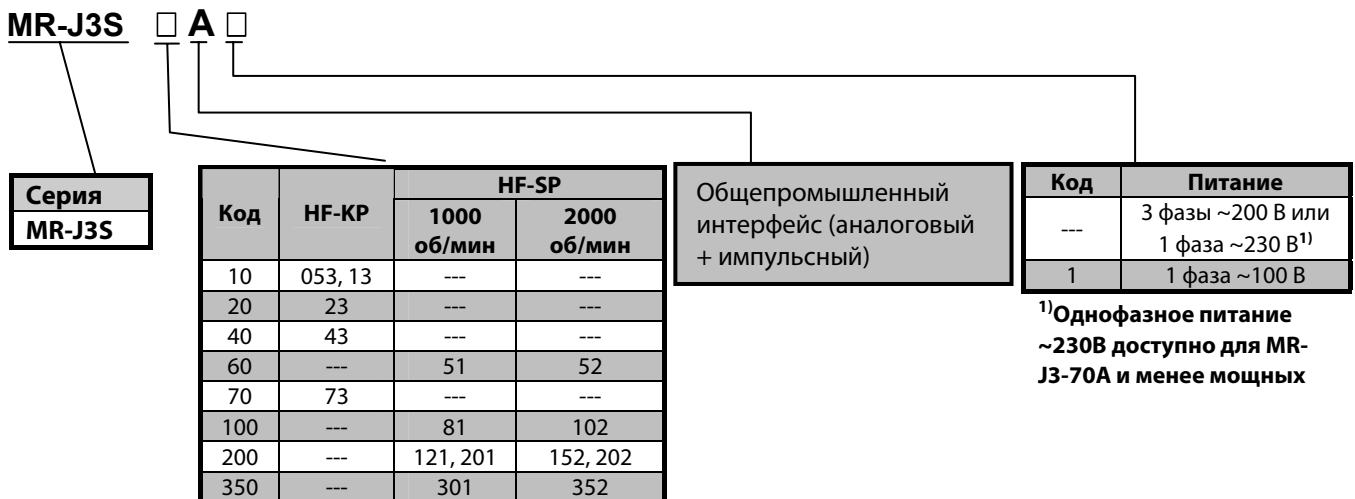 MR-J3S □ A □
Серия
MR-J3S
Код HF-KP HF-SP
1000 об/мин 2000 об/мин
10 053, 13 --- ---
20 23 --- ---
40 43 --- ---
60 --- 51 52
70 73 --- ---
100 --- 81 102
200 --- 121, 201 152, 202
350 --- 301 352
Общепромышленный
интерфейс (аналоговый
+ импульсный)
Код Питание
--- 3 фазы ~200 В или
1 фаза ~230 В1)
1 1 фаза ~100 В
1)Однофазное питание
~230В доступно для MR-
J3-70A и менее мощных